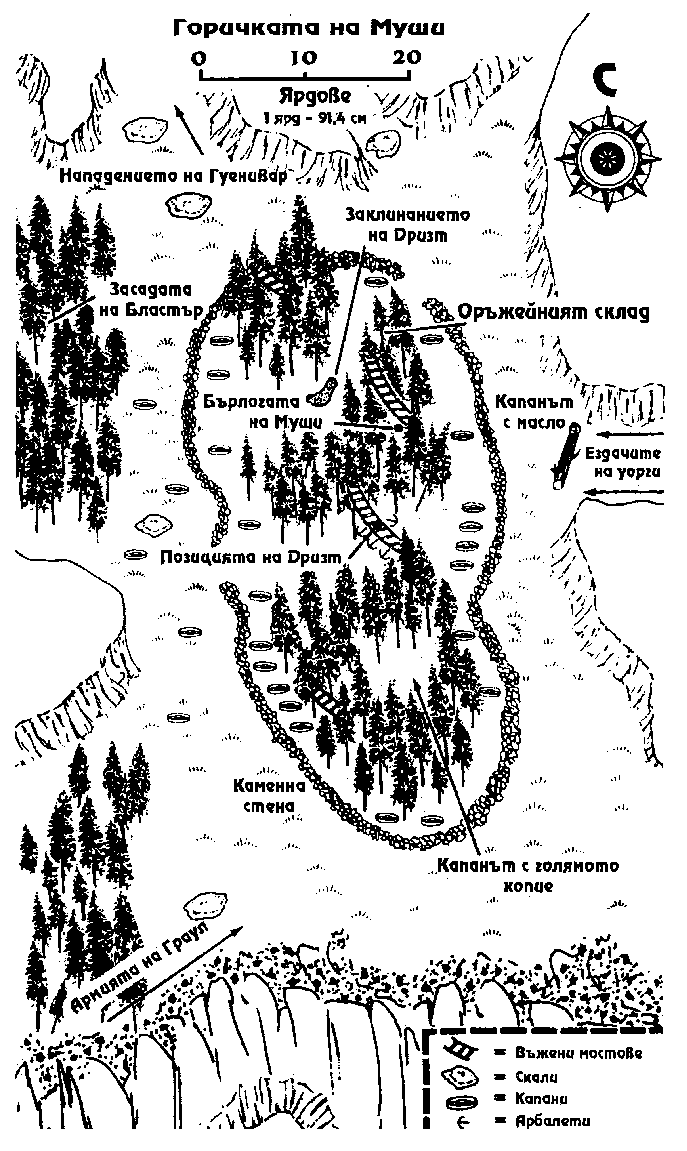 Горичката на Муши
0 10 20
Ярдове
1 ярд - 91,4 см
С
Нападението на Гуенивар
Заклинанието
на Дризт
Засадата
на Бластър
Оръжейният склад
Бърлогата
на Муши
Капанът
с масло
Ездачите
на уорги
Позицията на Дризт
Каменна
стена
Капанът с голямото
копие
Армията на Граул
= Въжени мостове
= Скали
= Капани
= Арбалети